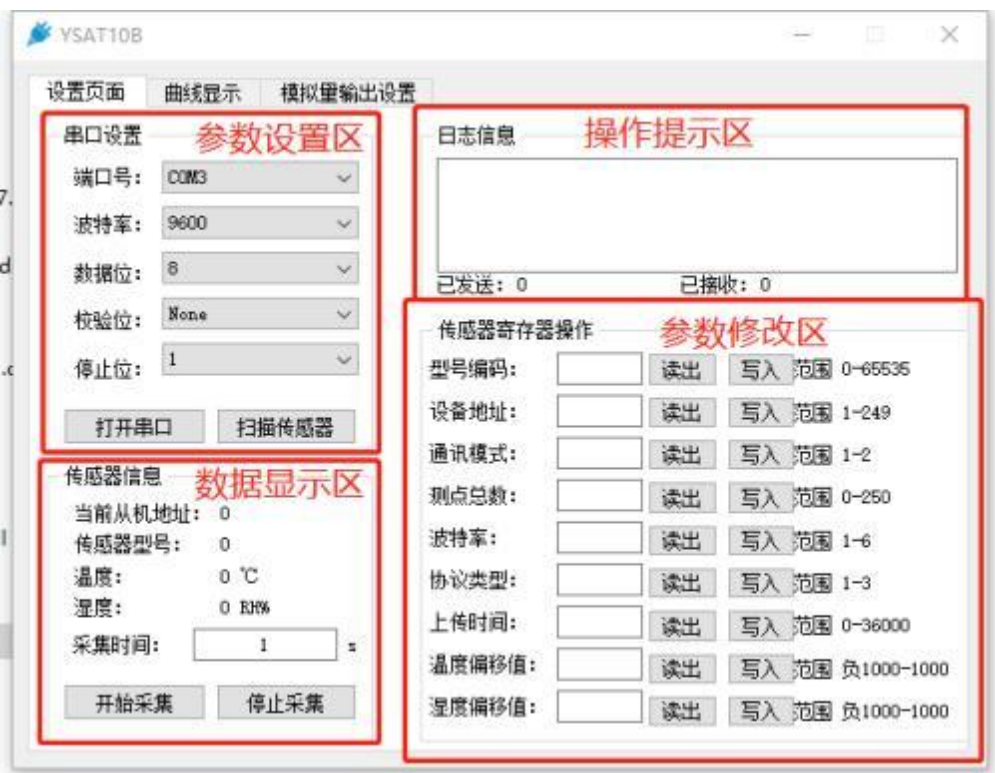 YSAT10B
设置页面 曲线显示 模拟量输出设置
串口设置 参数设置区
端口号： COM3
波特率： 9600
数据位： 8
校验位： None
停止位： 1
打开串口 扫描传感器
日志信息 操作提示区
已发送：0 已接收：0
传感器信息 数据显示区
当前从机地址： 0
传感器型号： 0
温度： 0 ℃
湿度： 0 RH%
采集时间： 1 s
开始采集 停止采集
传感器寄存器操作 参数修改区
型号编码： 读出 写入 范围 0-65535
设备地址： 读出 写入 范围 1-249
通讯模式： 读出 写入 范围 1-2
测点总数： 读出 写入 范围 0-250
波特率： 读出 写入 范围 1-6
协议类型： 读出 写入 范围 1-3
上传时间： 读出 写入 范围 0-36000
温度偏移值： 读出 写入 范围 负1000-1000
湿度偏移值： 读出 写入 范围 负1000-1000